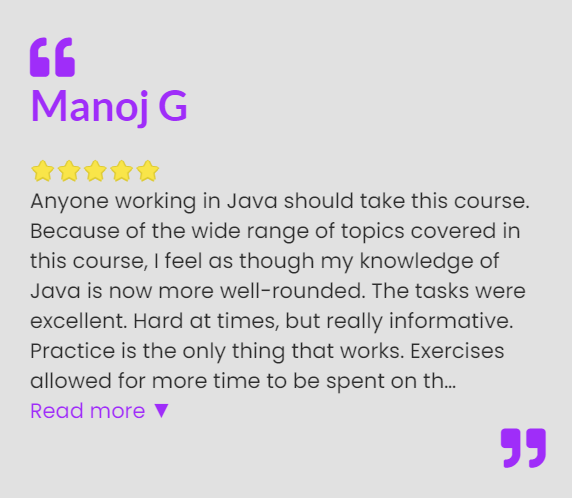 “
Manoj G
Anyone working in Java should take this course.
Because of the wide range of topics covered in
this course, I feel as though my knowledge of
Java is now more well-rounded. The tasks were
excellent. Hard at times, but really informative.
Practice is the only thing that works. Exercises
allowed for more time to be spent on th...
Read more ▼
”